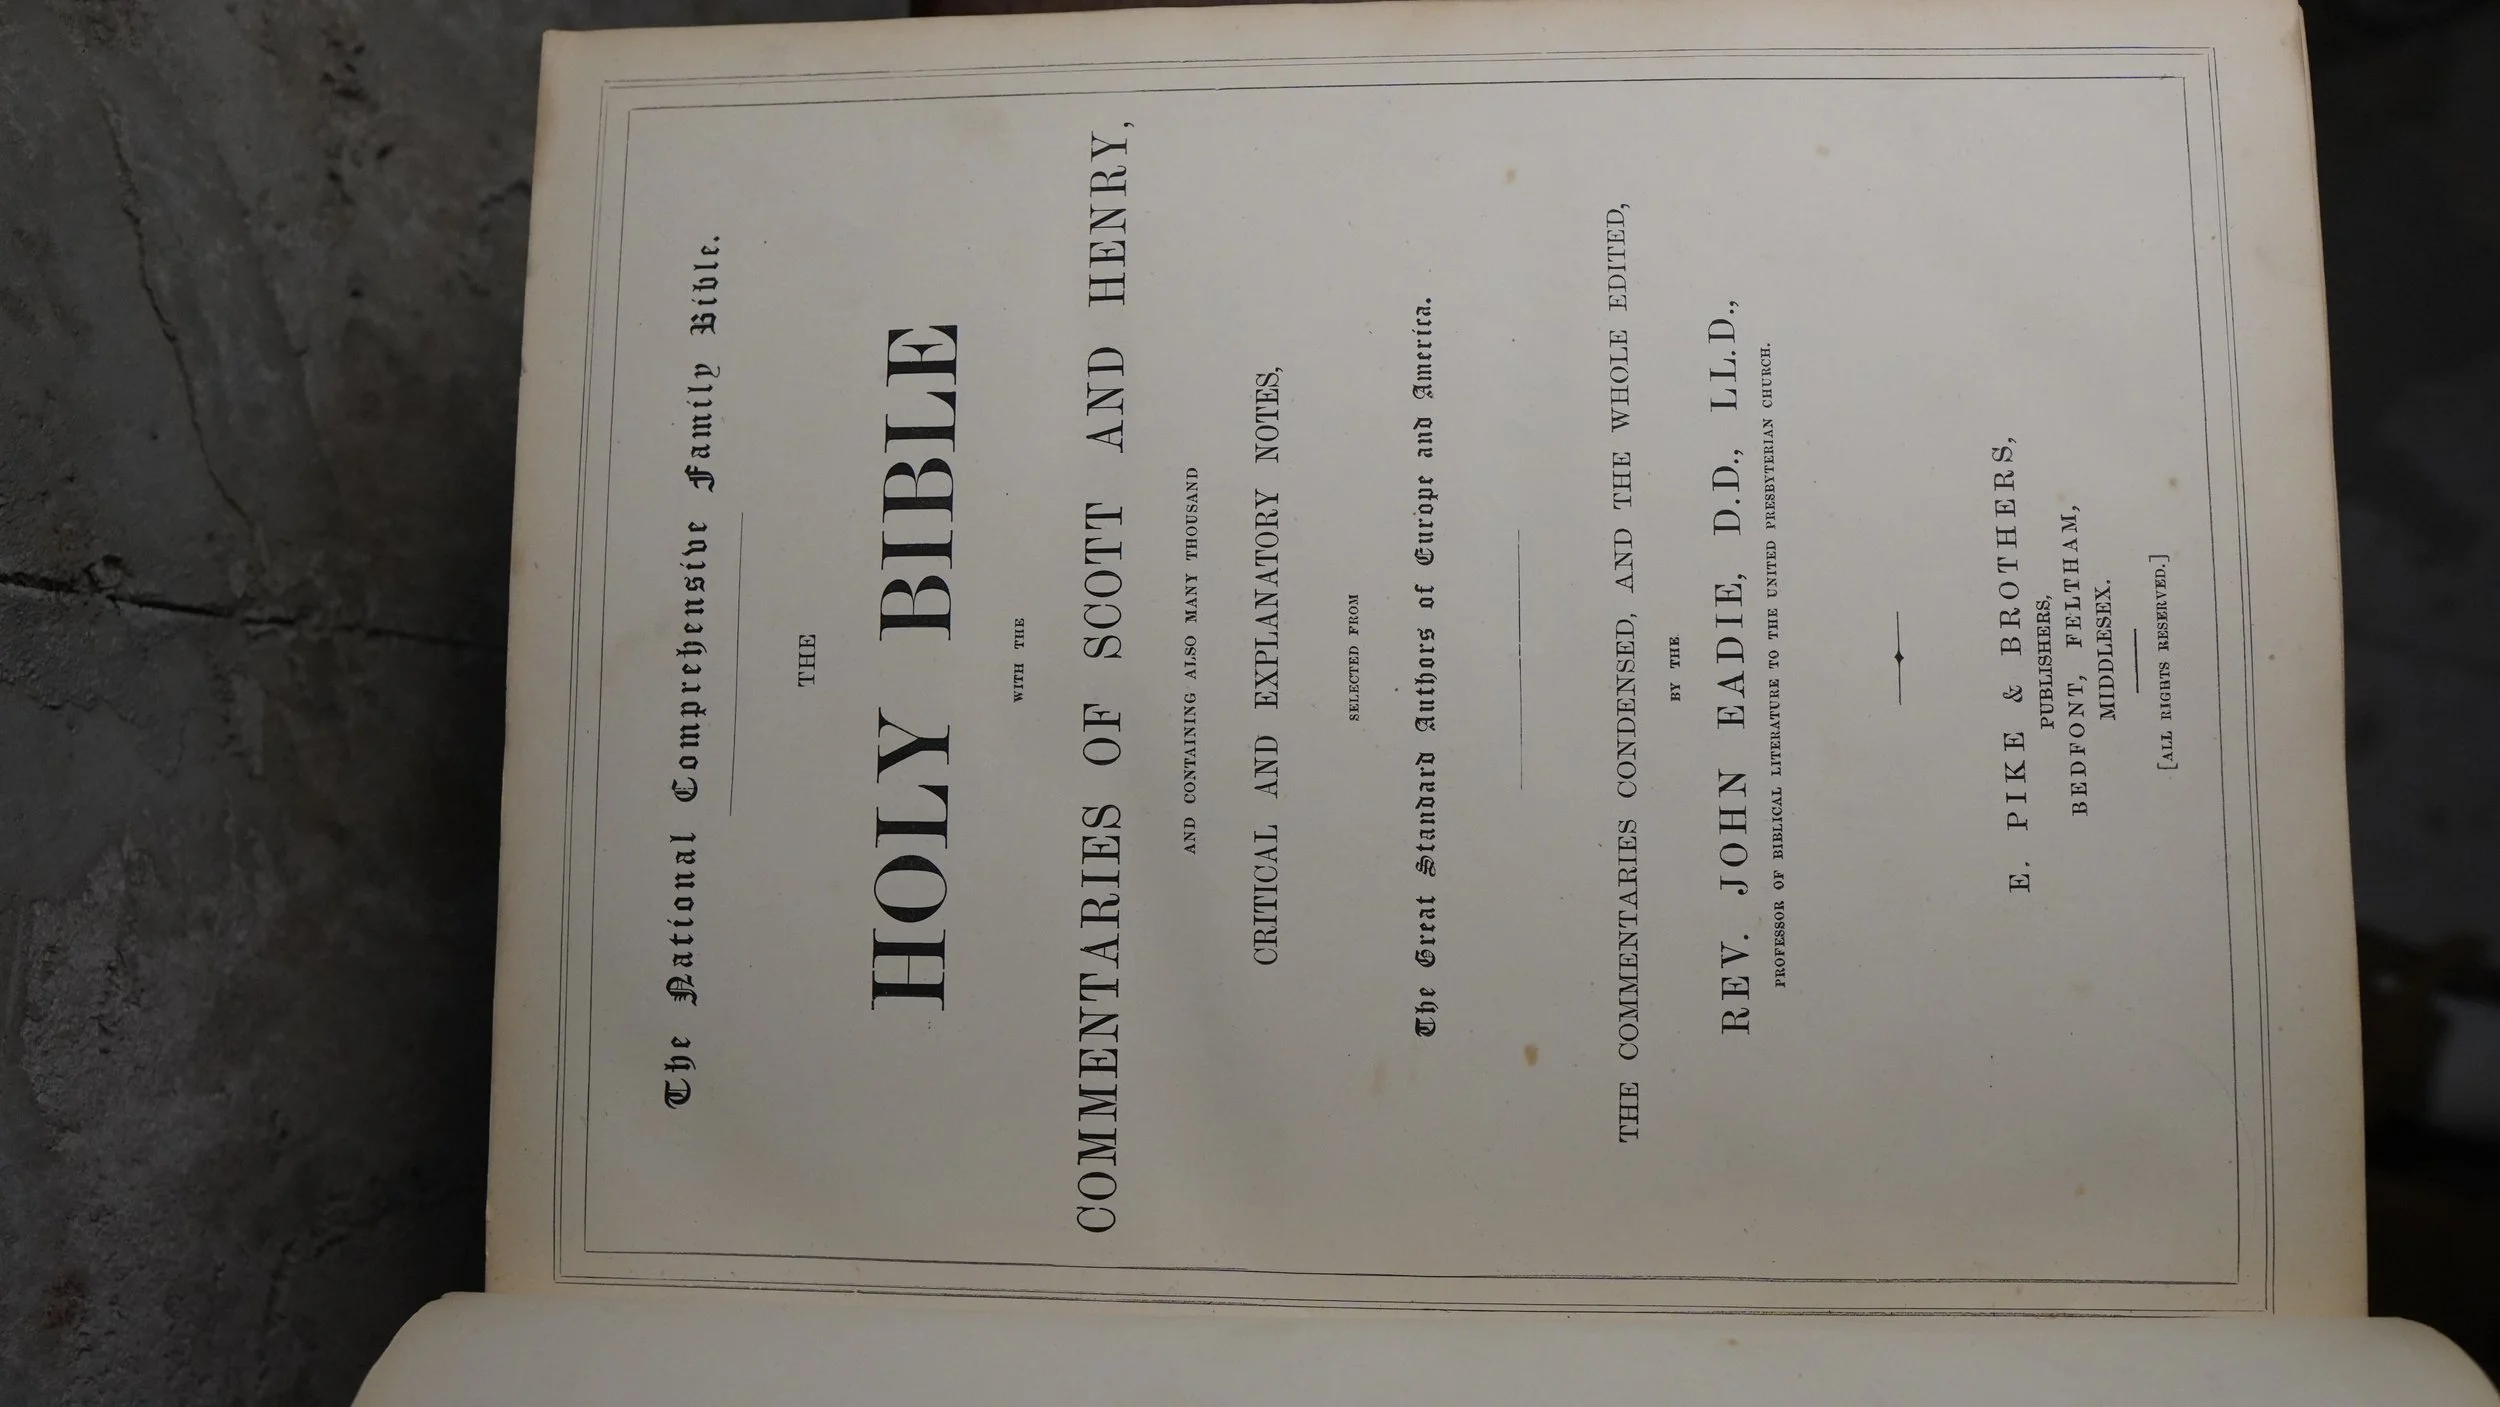 The National Comprehensive Family Bible.
THE
HOLY BIBLE
WITH THE
COMMENTARIES OF SCOTT AND HENRY,
AND CONTAINING ALSO MANY THOUSAND
CRITICAL AND EXPLANATORY NOTES,
SELECTED FROM
The Great Standard Authors of Europe and America.
THE COMMENTARIES CONDENSED, AND THE WHOLE EDITED,
BY THE
REV. JOHN EADIE, D.D., LL.D.,
PROFESSOR OF BIBLICAL LITERATURE TO THE UNITED PRESBYTERIAN CHURCH.
E. PIKE & BROTHERS,
PUBLISHERS,
BEDFONT, FELTHAM,
MIDDLESEX.
[ALL RIGHTS RESERVED.]